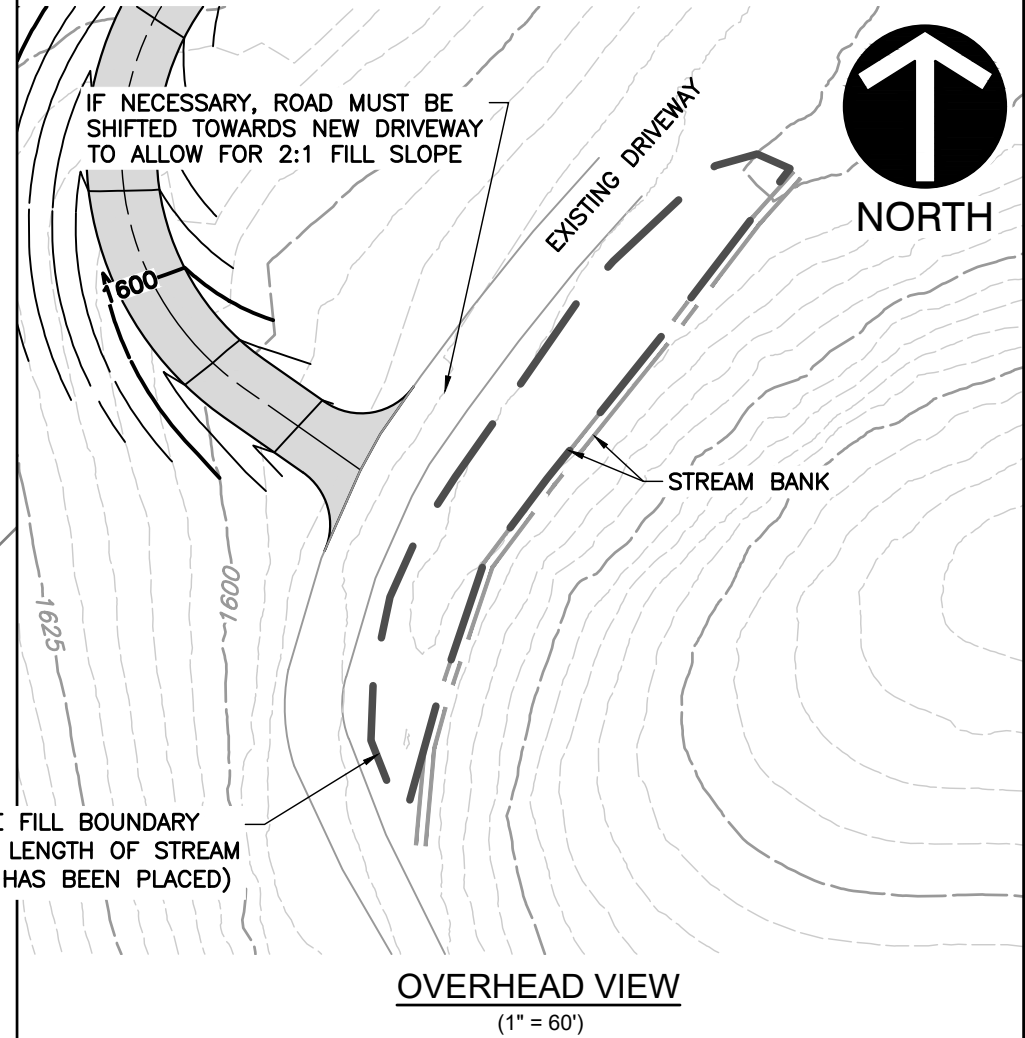 IF NECESSARY, ROAD MUST BE
SHIFTED TOWARDS NEW DRIVEWAY
TO ALLOW FOR 2:1 FILL SLOPE
EXISTING DRIVEWAY
NORTH
1600
STREAM BANK
1625
1600
FILL BOUNDARY
LENGTH OF STREAM
HAS BEEN PLACED)
OVERHEAD VIEW
(1" = 60')